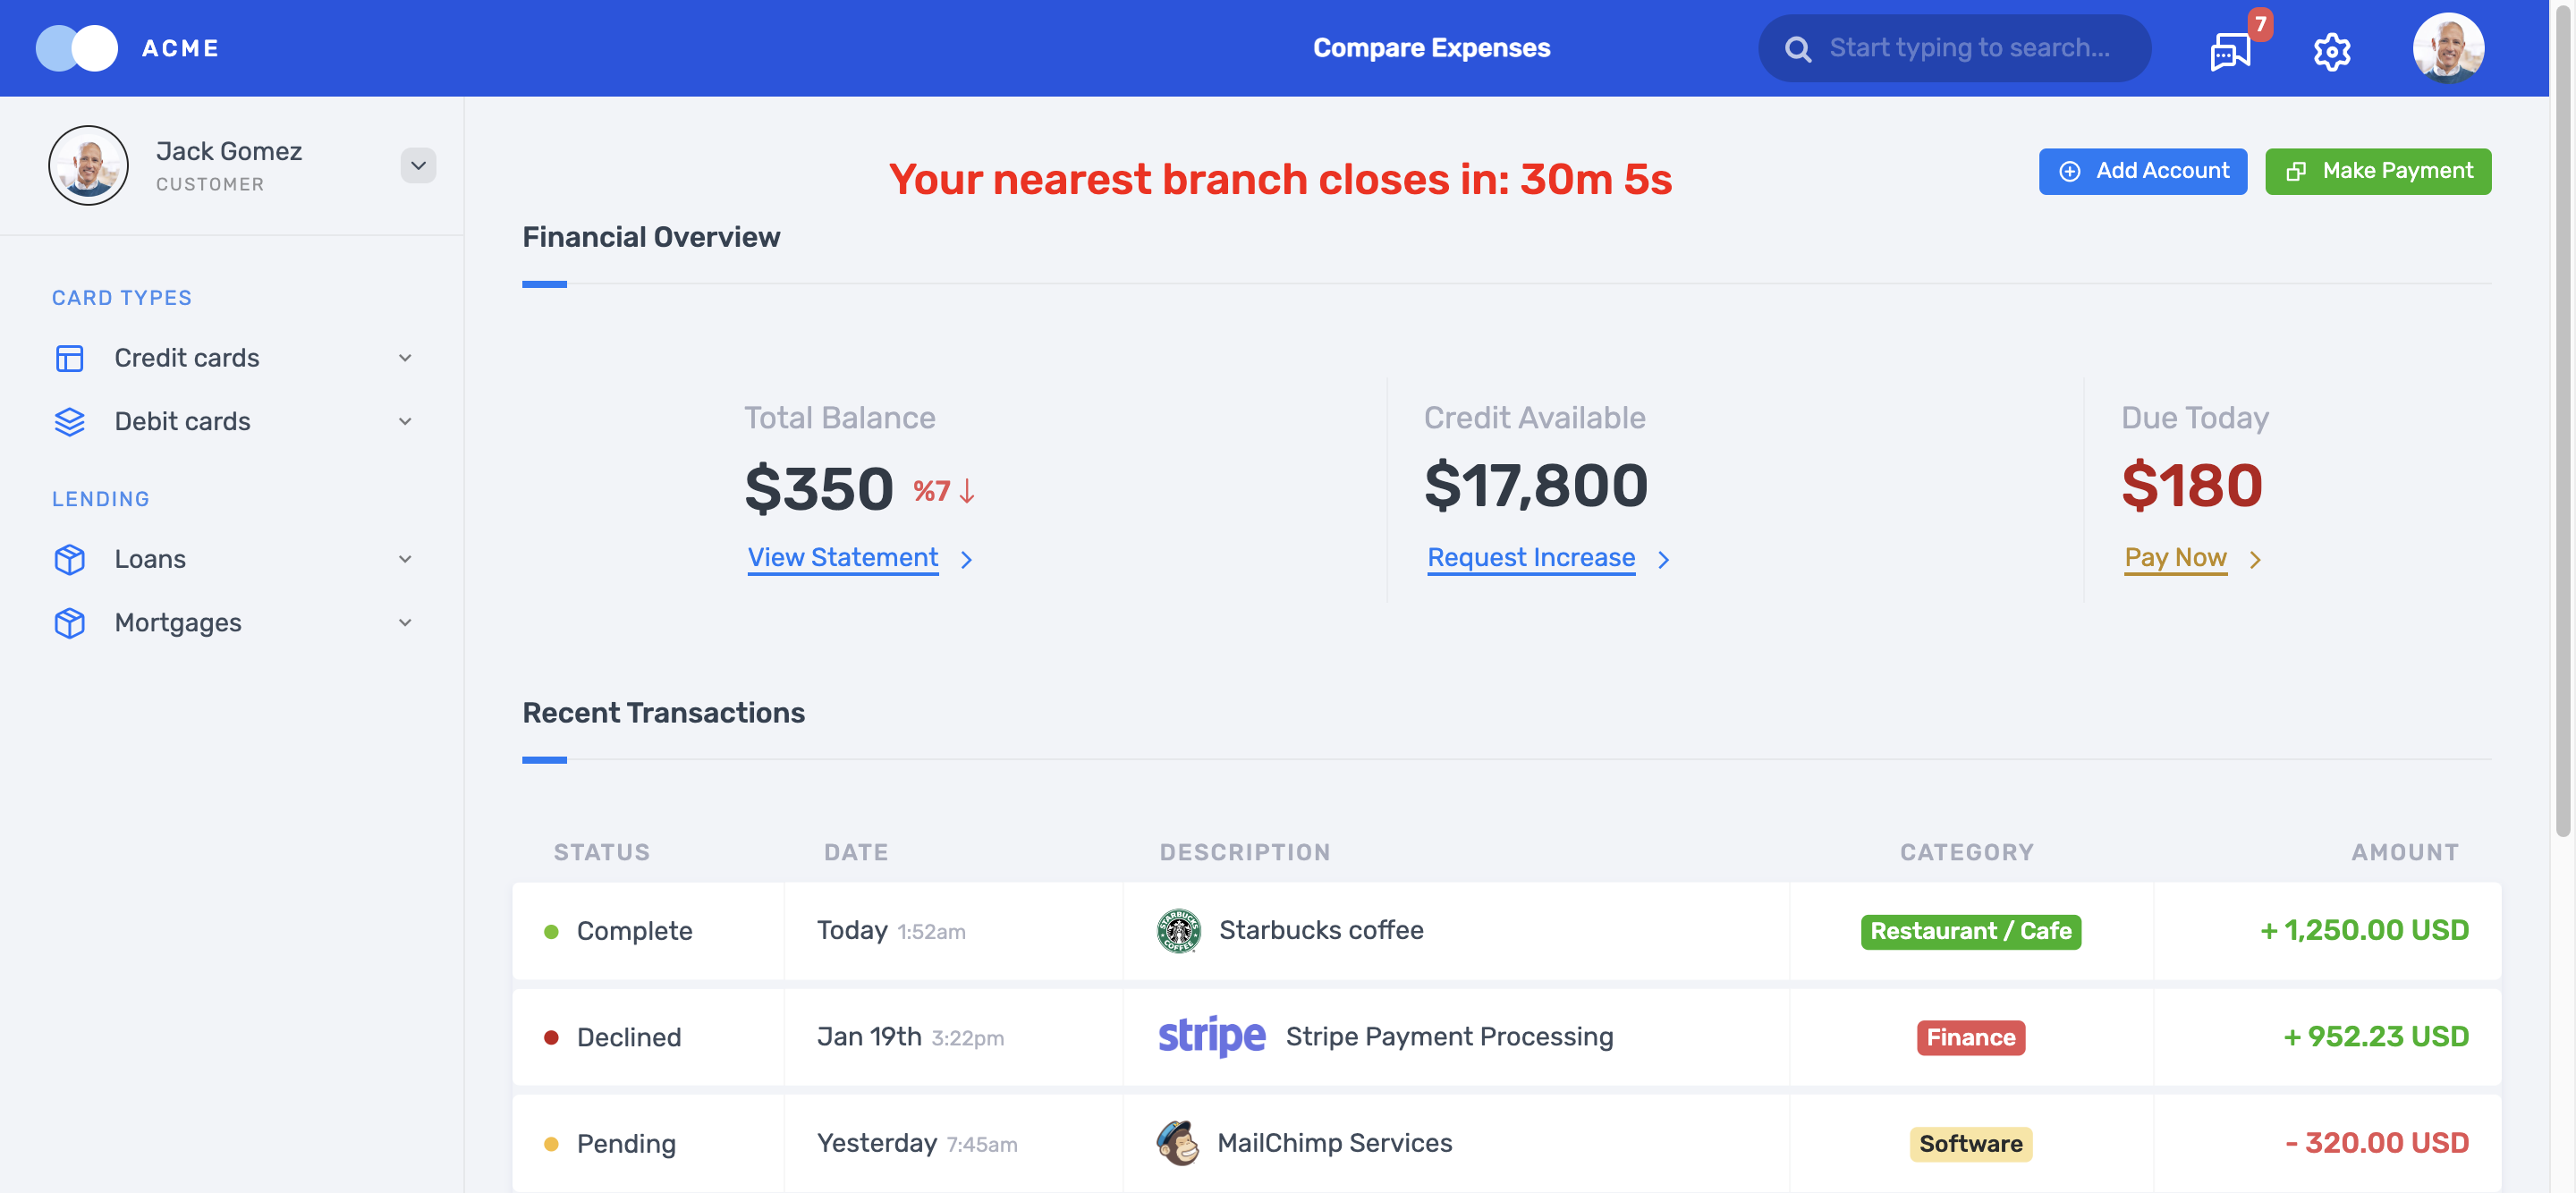 ACME
Compare Expenses
Start typing to search...
7
Jack Gomez
CUSTOMER
Your nearest branch closes in: 30m 5s
Add Account
Make Payment
Financial Overview
CARD TYPES
Credit cards
Debit cards
LENDING
Loans
Mortgages
Total Balance
$350 %7
View Statement
Credit Available
$17,800
Request Increase
Due Today
$180
Pay Now
Recent Transactions
STATUS DATE DESCRIPTION CATEGORY AMOUNT
Complete Today 1:52am STARBUCKS COFFEE Starbucks coffee Restaurant / Cafe + 1,250.00 USD
Declined Jan 19th 3:22pm stripe Stripe Payment Processing Finance + 952.23 USD
Pending Yesterday 7:45am MailChimp Services Software - 320.00 USD